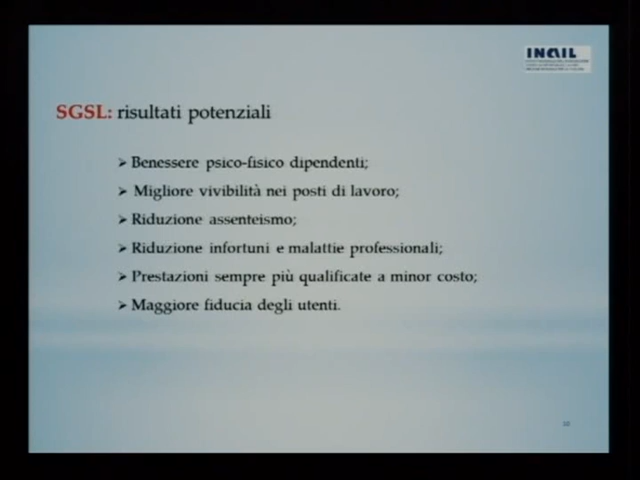 INAIL
SGSL: risultati potenziali
➢ Benessere psico-fisico dipendenti;
➢ Migliore vivibilità nei posti di lavoro;
➢ Riduzione assenteismo;
➢ Riduzione infortuni e malattie professionali;
➢ Prestazioni sempre più qualificate a minor costo;
➢ Maggiore fiducia degli utenti.